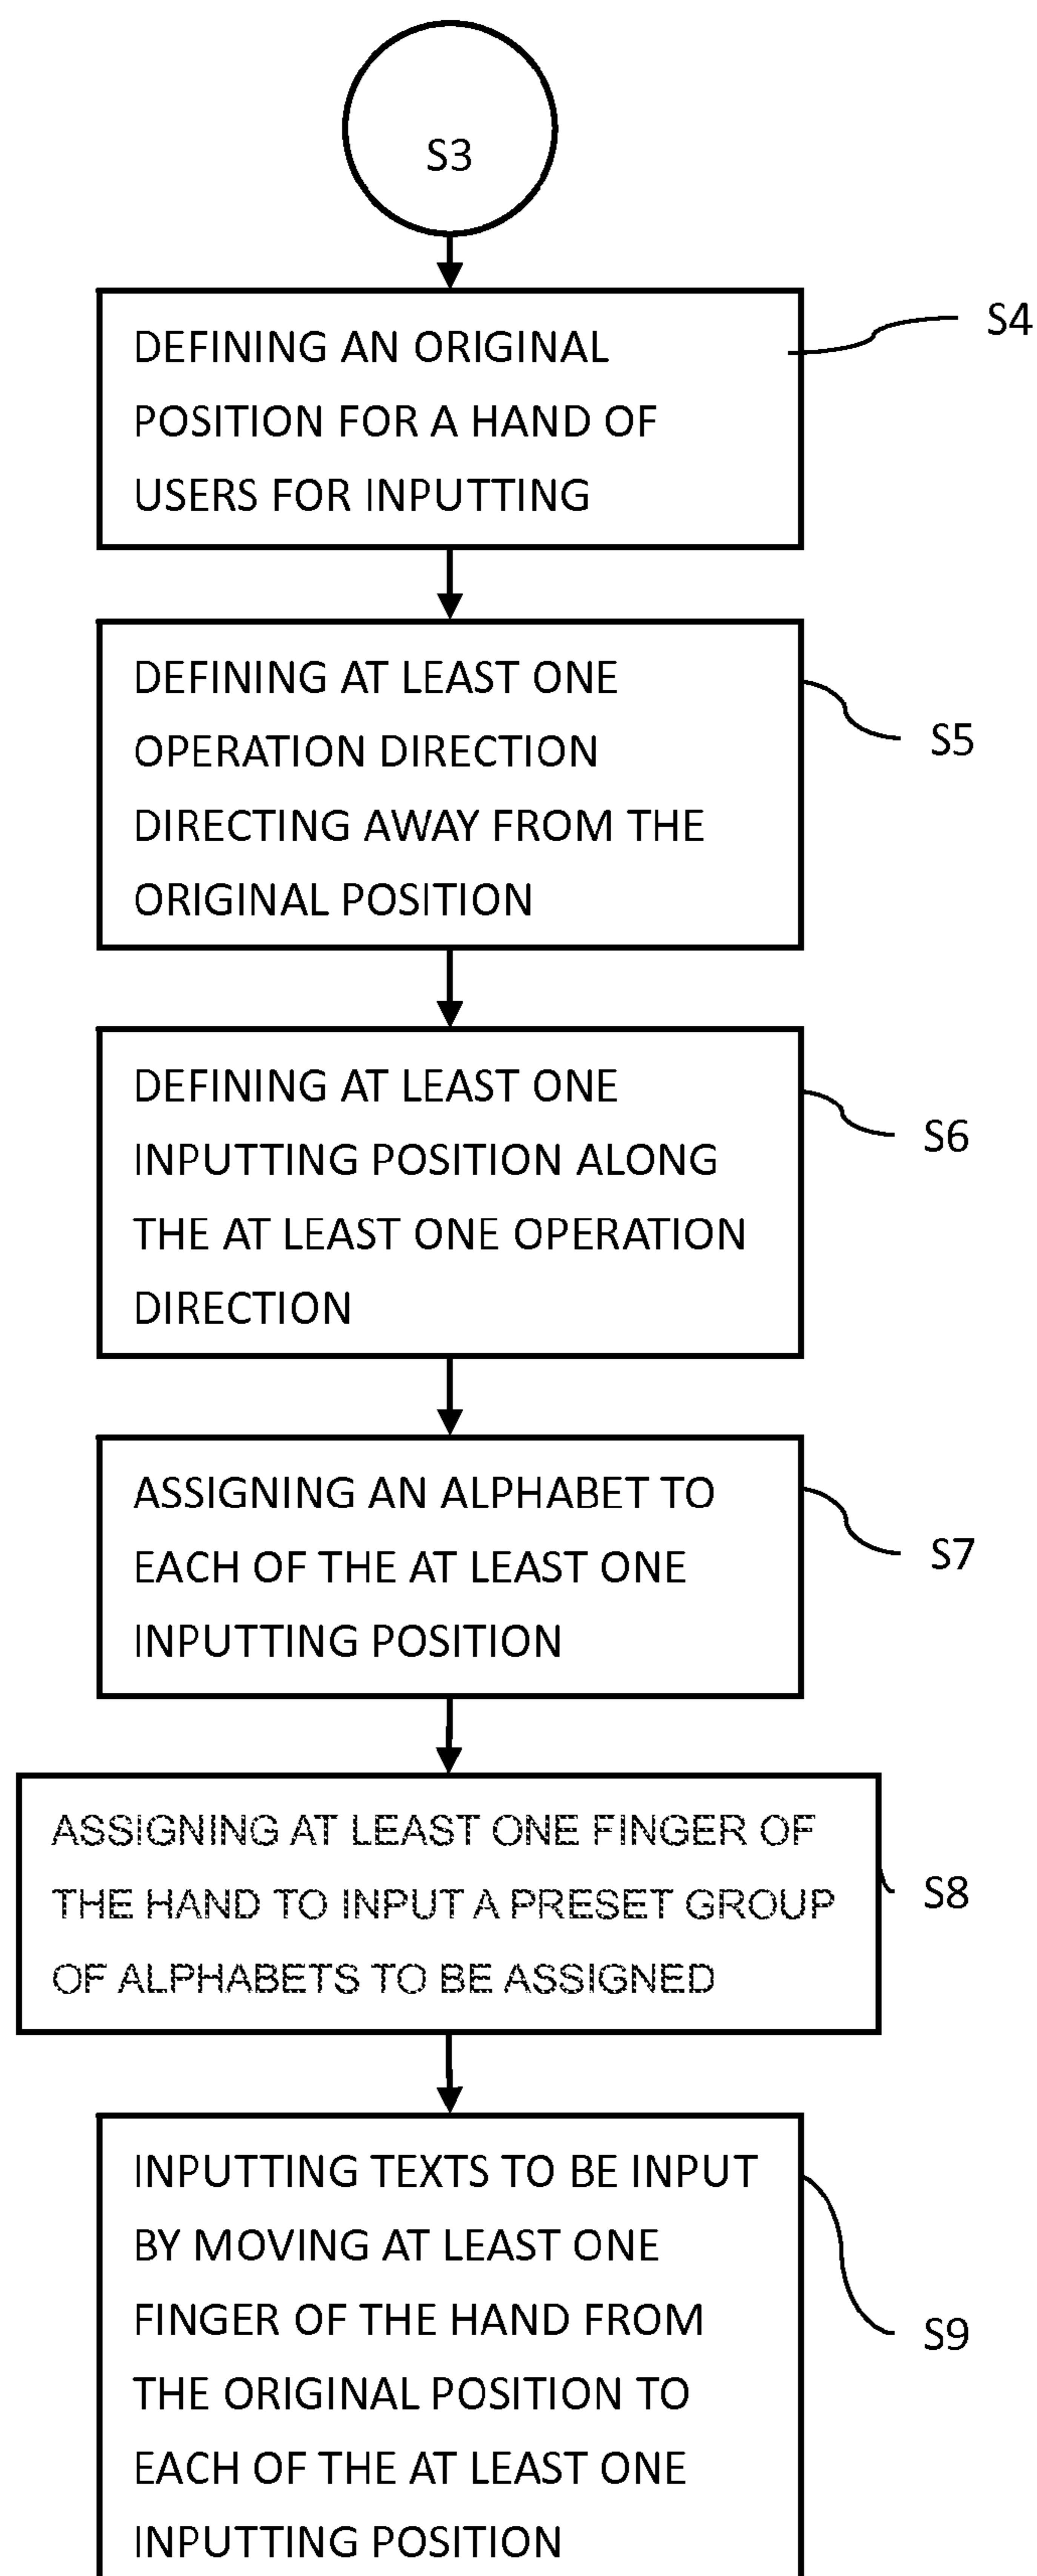 S3
DEFINING AN ORIGINAL
POSITION FOR A HAND OF
USERS FOR INPUTTING
S4
DEFINING AT LEAST ONE
OPERATION DIRECTION
DIRECTING AWAY FROM THE
ORIGINAL POSITION
S5
DEFINING AT LEAST ONE
INPUTTING POSITION ALONG
THE AT LEAST ONE OPERATION
DIRECTION
S6
ASSIGNING AN ALPHABET TO
EACH OF THE AT LEAST ONE
INPUTTING POSITION
S7
ASSIGNING AT LEAST ONE FINGER OF
THE HAND TO INPUT A PRESET GROUP
OF ALPHABETS TO BE ASSIGNED
S8
INPUTTING TEXTS TO BE INPUT
BY MOVING AT LEAST ONE
FINGER OF THE HAND FROM
THE ORIGINAL POSITION TO
EACH OF THE AT LEAST ONE
INPUTTING POSITION
S9